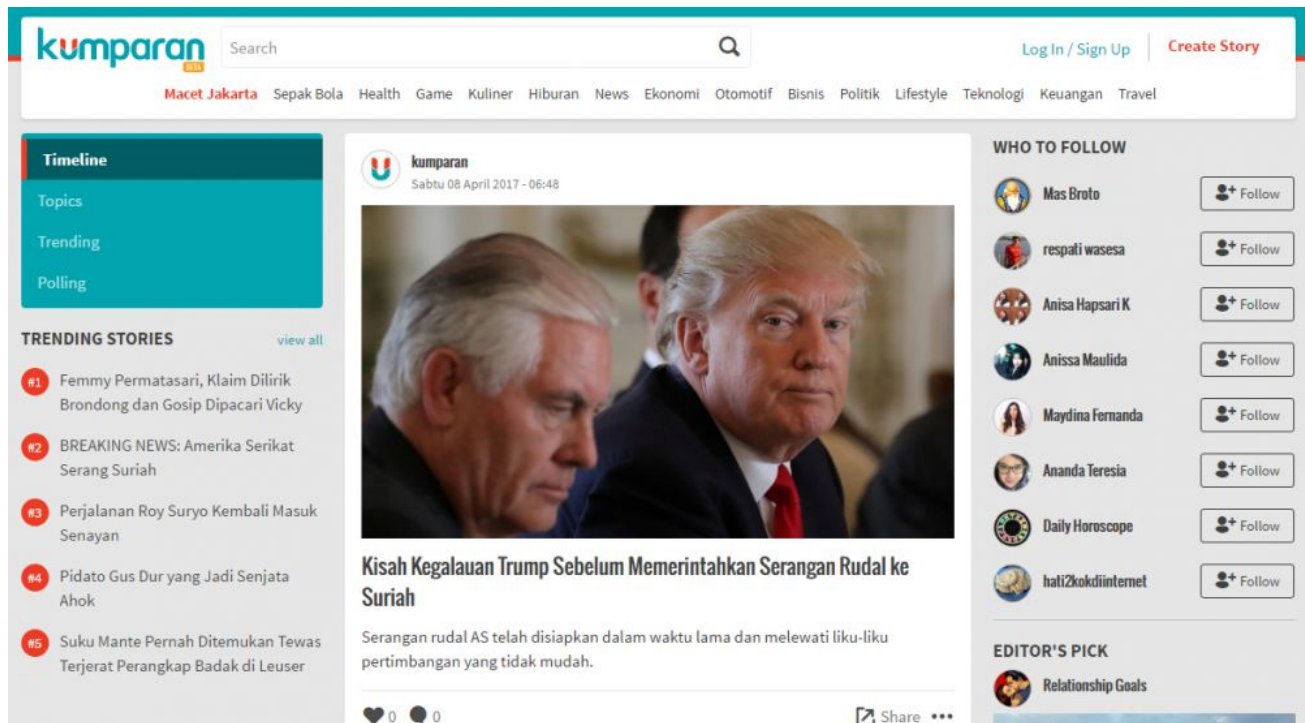 kumparan
BETA
Search
Log In / Sign Up
Create Story
Macet Jakarta Sepak Bola Health Game Kuliner Hiburan News Ekonomi Otomotif Bisnis Politik Lifestyle Teknologi Keuangan Travel
Timeline
Topics
Trending
Polling
TRENDING STORIES view all
#1 Femmy Permatasari, Klaim Dilirik
Brondong dan Gosip Dipacari Vicky
#2 BREAKING NEWS: Amerika Serikat
Serang Suriah
#3 Perjalanan Roy Suryo Kembali Masuk
Senayan
#4 Pidato Gus Dur yang Jadi Senjata
Ahok
#5 Suku Mante Pernah Ditemukan Tewas
Terjerat Perangkap Badak di Leuser
kumparan
Sabtu 08 April 2017 - 06:48
Kisah Kegalauan Trump Sebelum Memerintahkan Serangan Rudal ke
Suriah
Serangan rudal AS telah disiapkan dalam waktu lama dan melewati liku-liku
pertimbangan yang tidak mudah.
0 0 Share
WHO TO FOLLOW
Mas Broto Follow
respati wasesa Follow
Anisa Hapsari K Follow
Anissa Maulida Follow
Maydina Fernanda Follow
Ananda Teresia Follow
Daily Horoscope Follow
hati2kokdiinternet Follow
EDITOR'S PICK
Relationship Goals